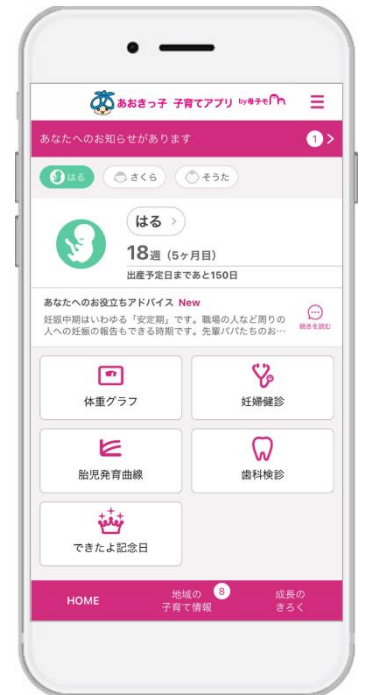 あおきっ子 子育てアプリ by母子モ
あなたへのお知らせがあります 1
はる さくら そうた
はる
18週 (5ヶ月目)
出産予定日まであと150日
あなたへのお役立ちアドバイス New
妊娠中期はいわゆる「安定期」です。職場の人など周りの
人への妊娠の報告もできる時期です。先輩パパたちのお…
続きを読む
体重グラフ 妊婦健診
胎児発育曲線 歯科検診
できたよ記念日
HOME 地域の 8 成長の
子育て情報 きろく